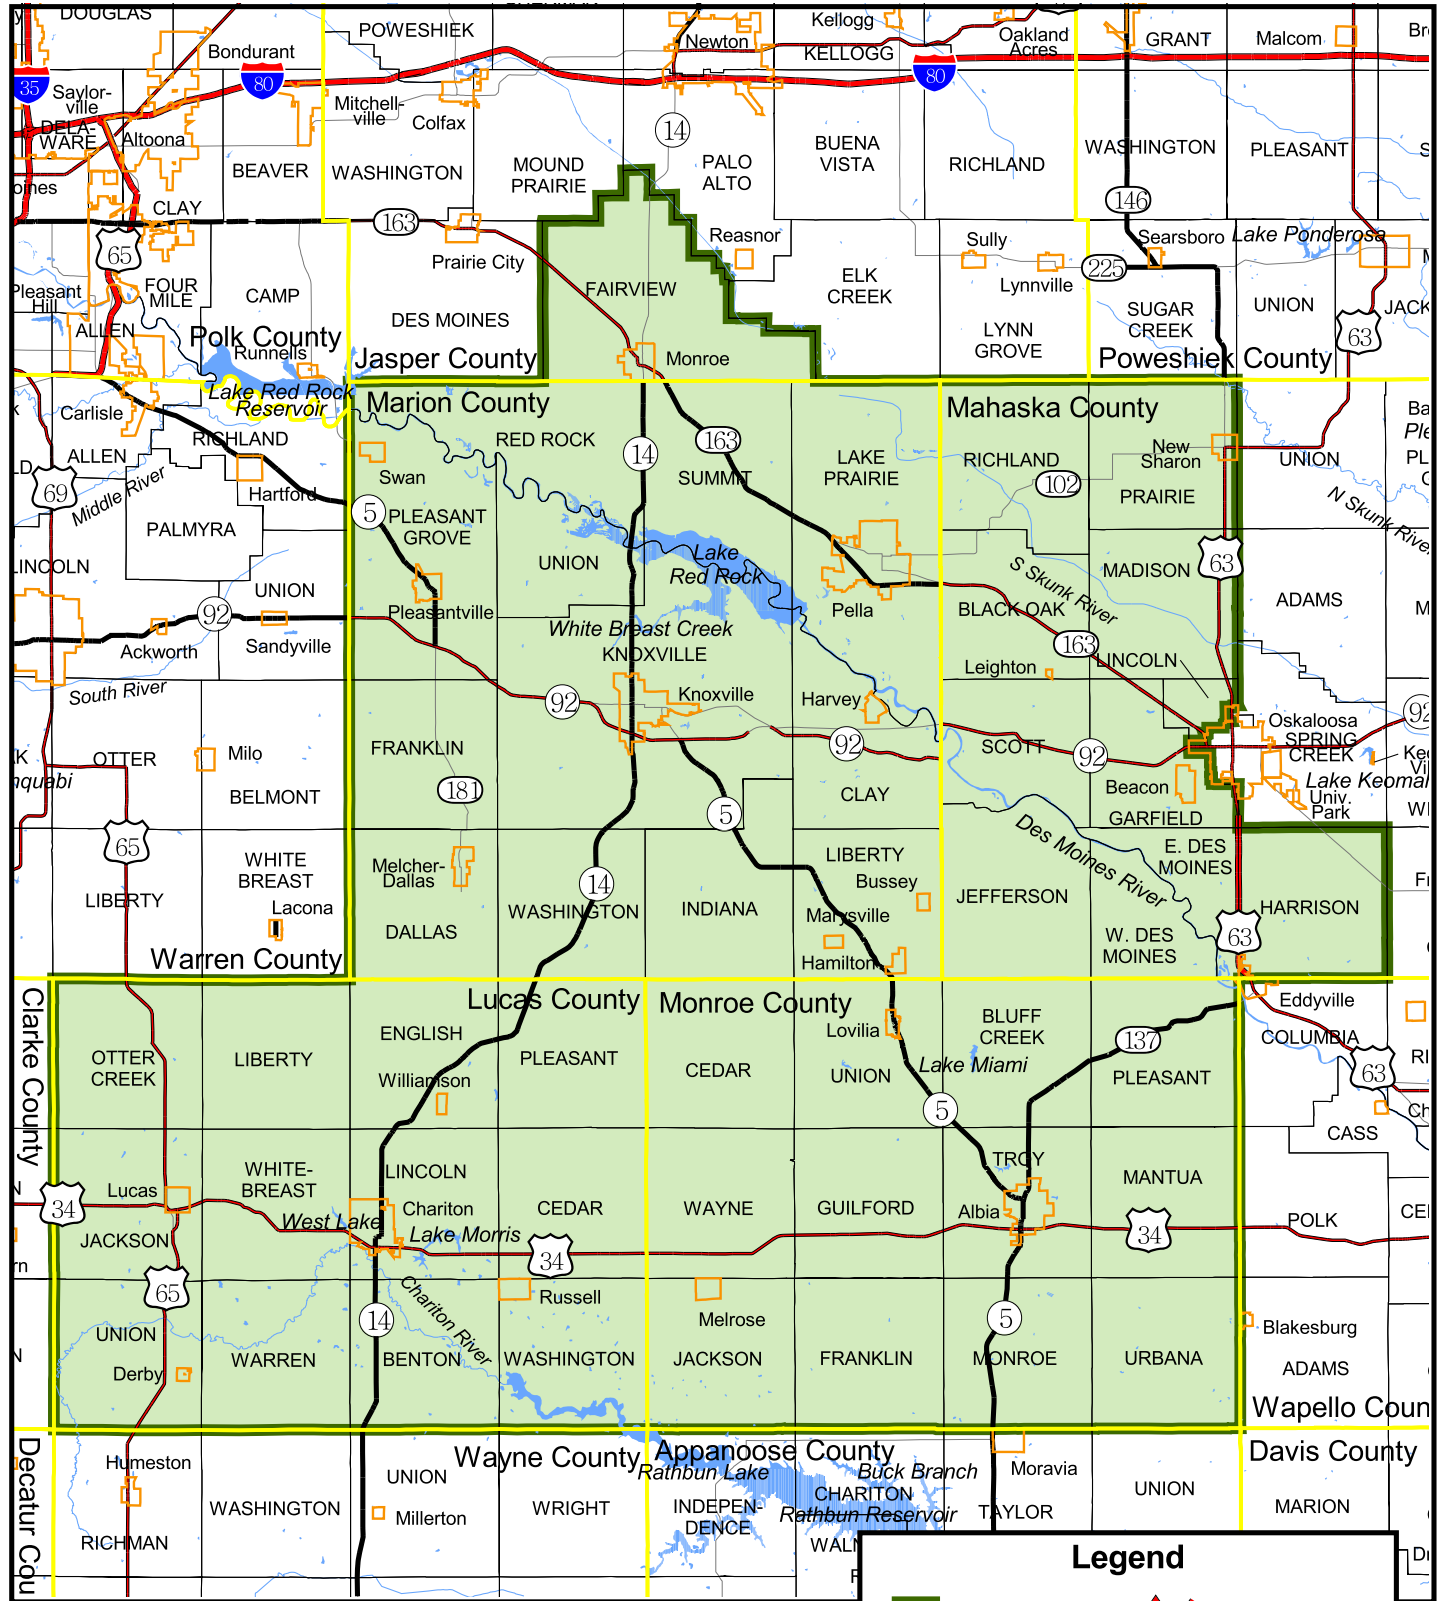 DOUGLAS
POWESHIEK
Kellogg
Oakland
Acres
GRANT
Malcom
Bondurant
Newton
KELLOGG
35
80
80
Saylor-
ville
Mitchell-
ville
Colfax
DELA-
WARE
Altoona
14
BUENA
VISTA
WASHINGTON
PLEASANT
BEAVER
WASHINGTON
MOUND
PRAIRIE
PALO
ALTO
RICHLAND
146
CLAY
163
65
Reasnor
Sully
Searsboro
Lake Ponderosa
Prairie City
225
Pleasant
Hill
FOUR
MILE
CAMP
FAIRVIEW
ELK
CREEK
Lynnville
SUGAR
CREEK
UNION
JACK
ALLEN
DES MOINES
LYNN
GROVE
63
Polk County
Runnells
Jasper County
Monroe
Poweshiek County
Lake Red Rock
Reservoir
Marion County
Mahaska County
Carlisle
RICHLAND
RED ROCK
14
163
New
Sharon
ALLEN
Swan
SUMMIT
LAKE
PRAIRIE
RICHLAND
102
UNION
69
Middle River
Hartford
PRAIRIE
N Skunk River
5
PLEASANT
GROVE
PALMYRA
Lake
Red Rock
63
LINCOLN
UNION
UNION
S Skunk River
MADISON
92
Pleasantville
Pella
BLACK OAK
ADAMS
Ackworth
Sandyville
White Breast Creek
KNOXVILLE
163
LINCOLN
Leighton
South River
92
Knoxville
Harvey
92
Oskaloosa
SPRING
CREEK
OTTER
Milo
FRANKLIN
92
SCOTT
92
Lake Keomah
Beacon
Univ.
Park
BELMONT
181
CLAY
GARFIELD
65
5
Des Moines River
E. DES
MOINES
WHITE
BREAST
Melcher-
Dallas
LIBERTY
Bussey
14
LIBERTY
Lacona
WASHINGTON
INDIANA
Marysville
JEFFERSON
HARRISON
DALLAS
63
W. DES
MOINES
Warren County
Hamilton
Clarke County
Lucas County
Monroe County
Eddyville
Lovilia
BLUFF
CREEK
ENGLISH
137
COLUMBIA
OTTER
CREEK
LIBERTY
PLEASANT
CEDAR
UNION
Lake Miami
PLEASANT
63
Williamson
5
CASS
TROY
WHITE-
BREAST
LINCOLN
MANTUA
Lucas
34
Chariton
CEDAR
WAYNE
GUILFORD
Albia
West Lake
Lake Morris
POLK
JACKSON
34
34
65
Chariton River
Russell
Melrose
14
5
UNION
Blakesburg
Derby
WARREN
BENTON
WASHINGTON
JACKSON
FRANKLIN
MONROE
URBANA
ADAMS
Wapello Coun
Decatur Cou
Humeston
Wayne County
Appanoose County
Davis County
Rathbun Lake
Buck Branch
Moravia
UNION
WASHINGTON
Millerton
WRIGHT
INDEPEN-
DENCE
CHARITON
Rathbun Reservoir
TAYLOR
UNION
MARION
RICHMAN
Legend